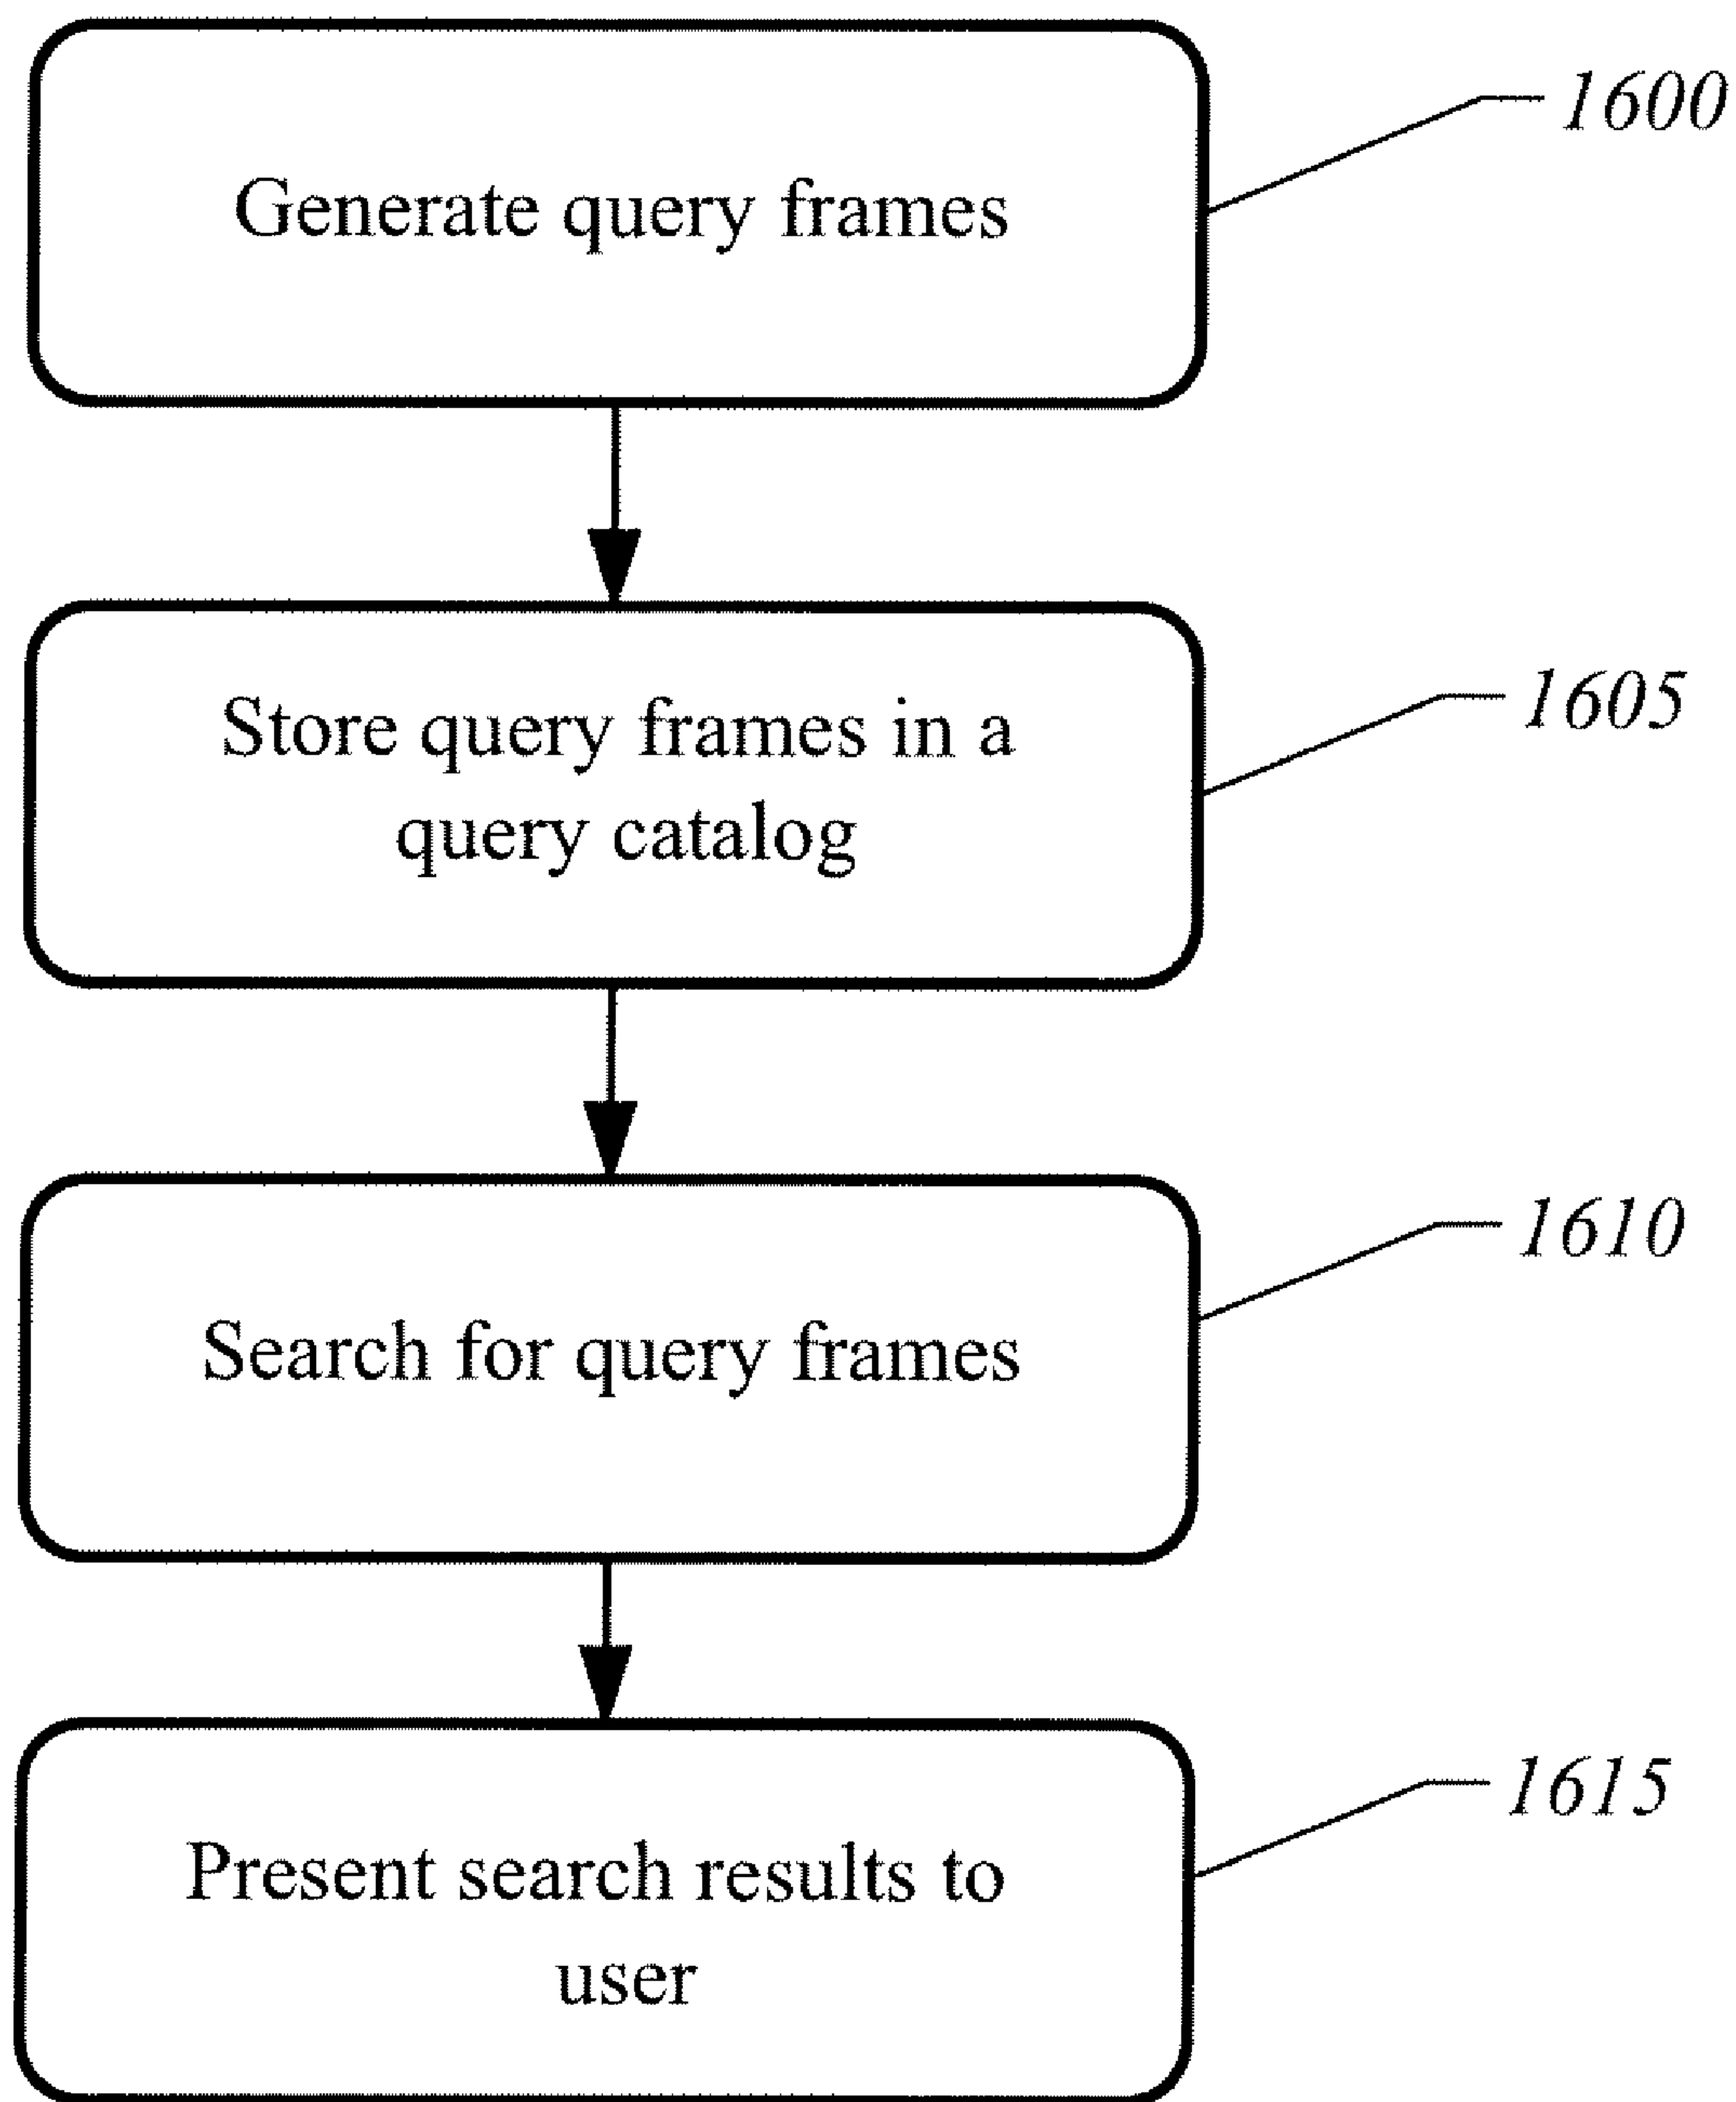 1600
Generate query frames
1605
Store query frames in a
query catalog
1610
Search for query frames
1615
Present search results to
user